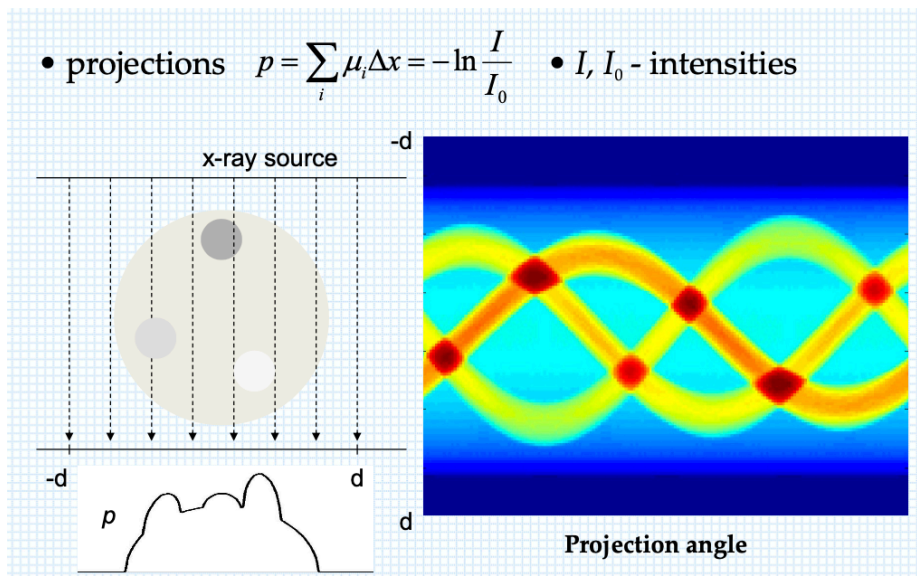 • projections p = ∑ᵢ μᵢΔx = −ln I/I₀ • I, I₀ - intensities
-d
x-ray source
-d d
p
d
Projection angle